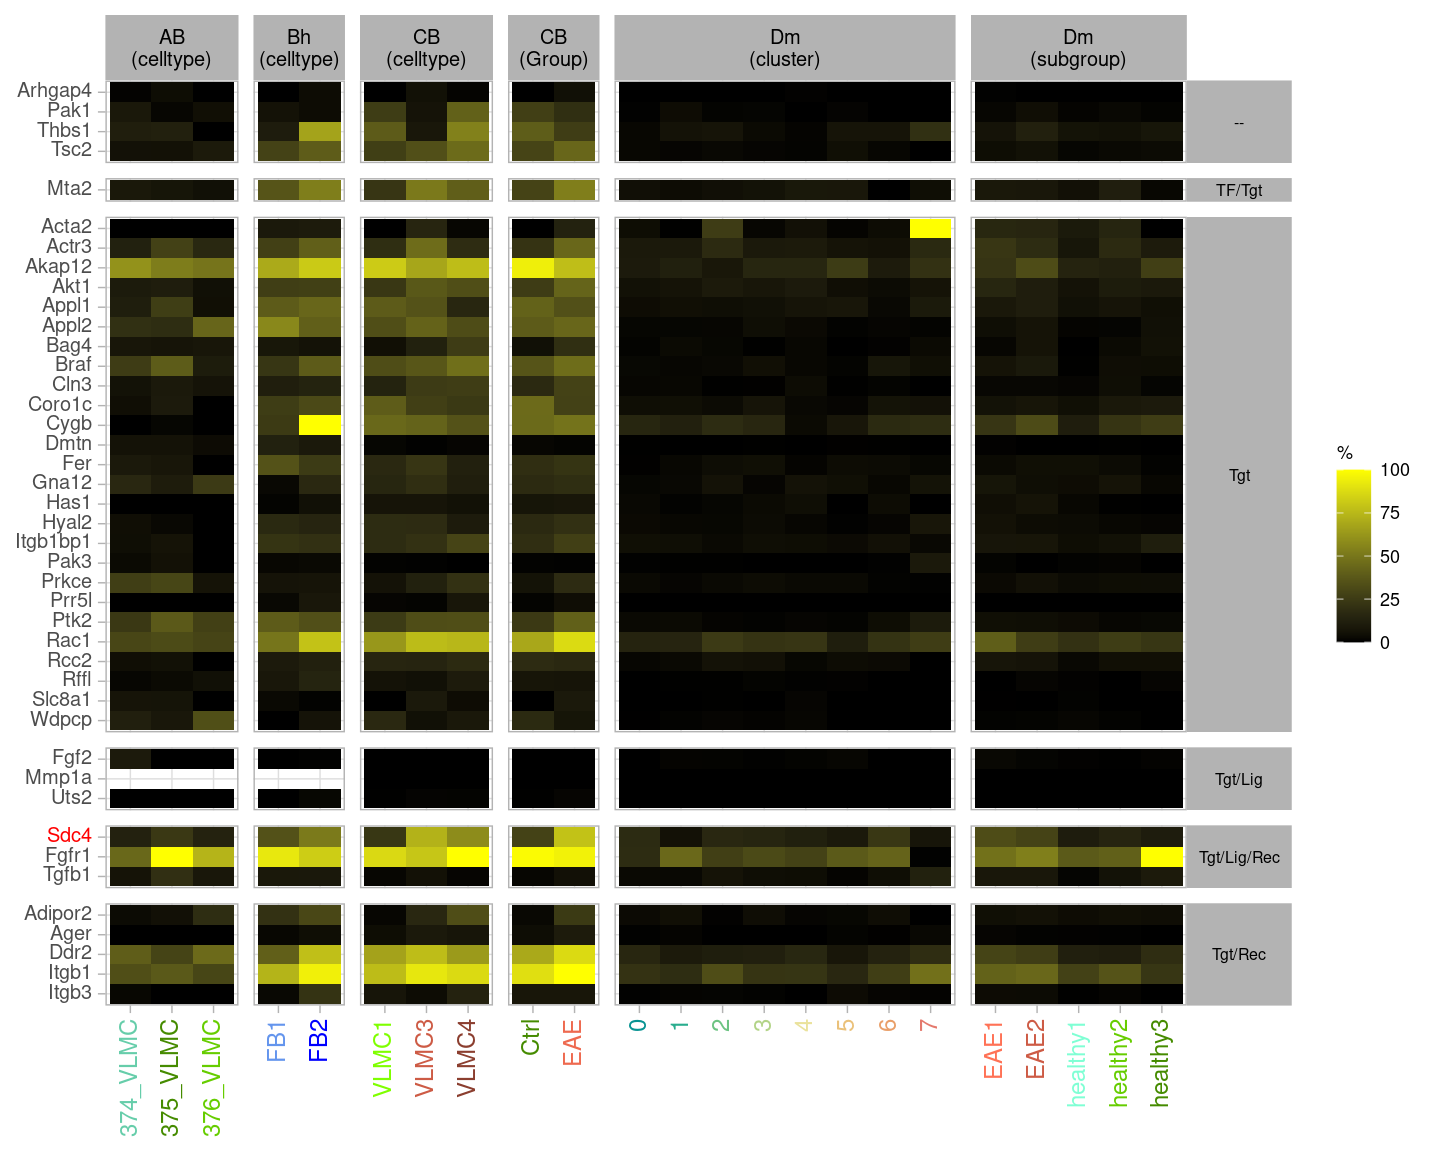 AB
(celltype)
Bh
(celltype)
CB
(celltype)
CB
(Group)
Dm
(cluster)
Dm
(subgroup)
Arhgap4
Pak1
Thbs1
Tsc2
--
Mta2
TF/Tgt
Acta2
Actr3
Akap12
Akt1
Appl1
Appl2
Bag4
Braf
Cln3
Coro1c
Cygb
Dmtn
Fer
Gna12
Has1
Hyal2
Itgb1bp1
Pak3
Prkce
Prr5l
Ptk2
Rac1
Rcc2
Rffl
Slc8a1
Wdpcp
Tgt
Fgf2
Mmp1a
Uts2
Tgt/Lig
Sdc4
Fgfr1
Tgfb1
Tgt/Lig/Rec
Adipor2
Ager
Ddr2
Itgb1
Itgb3
Tgt/Rec
374_VLMC
375_VLMC
376_VLMC
FB1
FB2
VLMC1
VLMC3
VLMC4
Ctrl
EAE
0
1
2
3
4
5
6
7
EAE1
EAE2
healthy1
healthy2
healthy3
%
100
75
50
25
0